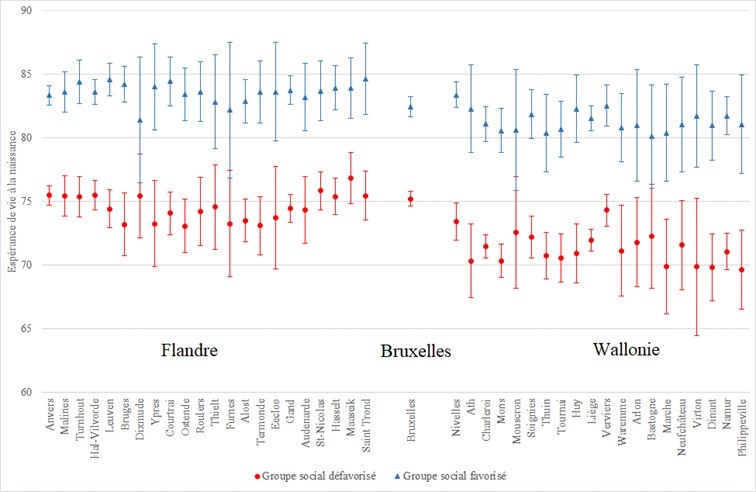 90
85
80
75
70
65
60
Espérance de vie à la naissance
Flandre
Bruxelles
Wallonie
Anvers
Malines
Turnhout
Hal-Vilvorde
Leuven
Bruges
Dixmude
Ypres
Courtrai
Ostende
Roulers
Thielt
Furnes
Alost
Termonde
Eecloo
Gand
Audenarde
St-Nicolas
Hasselt
Maaseik
Saint Trond
Bruxelles
Nivelles
Ath
Charleroi
Mons
Mouscron
Soignies
Thuin
Tournai
Huy
Liège
Verviers
Waremme
Arlon
Bastogne
Marche
Neufchâteau
Virton
Dinant
Namur
Philippeville
Groupe social défavorisé
Groupe social favorisé